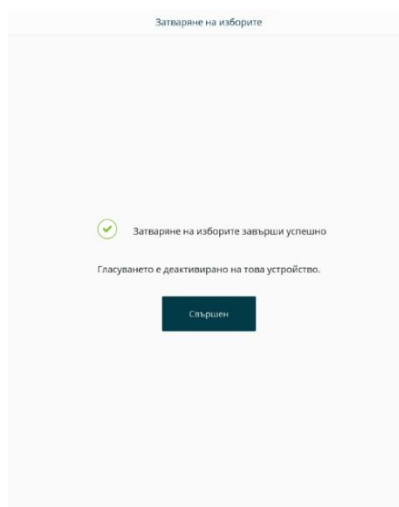 Затваряне на изборите
Затваряне на изборите завърши успешно
Гласуването е деактивирано на това устройство.
Свършен